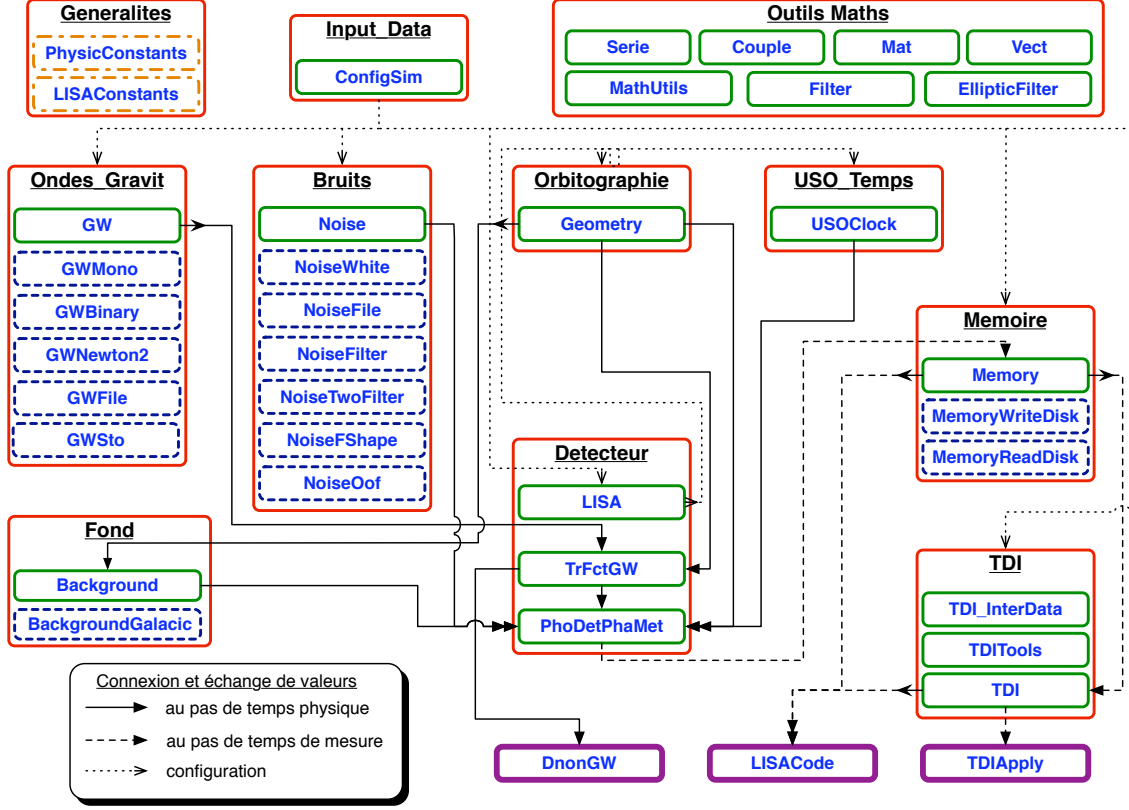 Generalites
PhysicConstants
LISAConstants
Input_Data
ConfigSim
Outils Maths
Serie
Couple
Mat
Vect
MathUtils
Filter
EllipticFilter
Ondes_Gravit
GW
GWMono
GWBinary
GWNewton2
GWFile
GWSto
Bruits
Noise
NoiseWhite
NoiseFile
NoiseFilter
NoiseTwoFilter
NoiseFShape
NoiseOof
Orbitographie
Geometry
USO_Temps
USOClock
Memoire
Memory
MemoryWriteDisk
MemoryReadDisk
Detecteur
LISA
TrFctGW
PhoDetPhaMet
Fond
Background
BackgroundGalacic
TDI
TDI_InterData
TDITools
TDI
Connexion et échange de valeurs
au pas de temps physique
au pas de temps de mesure
configuration
DnonGW
LISACode
TDIApply